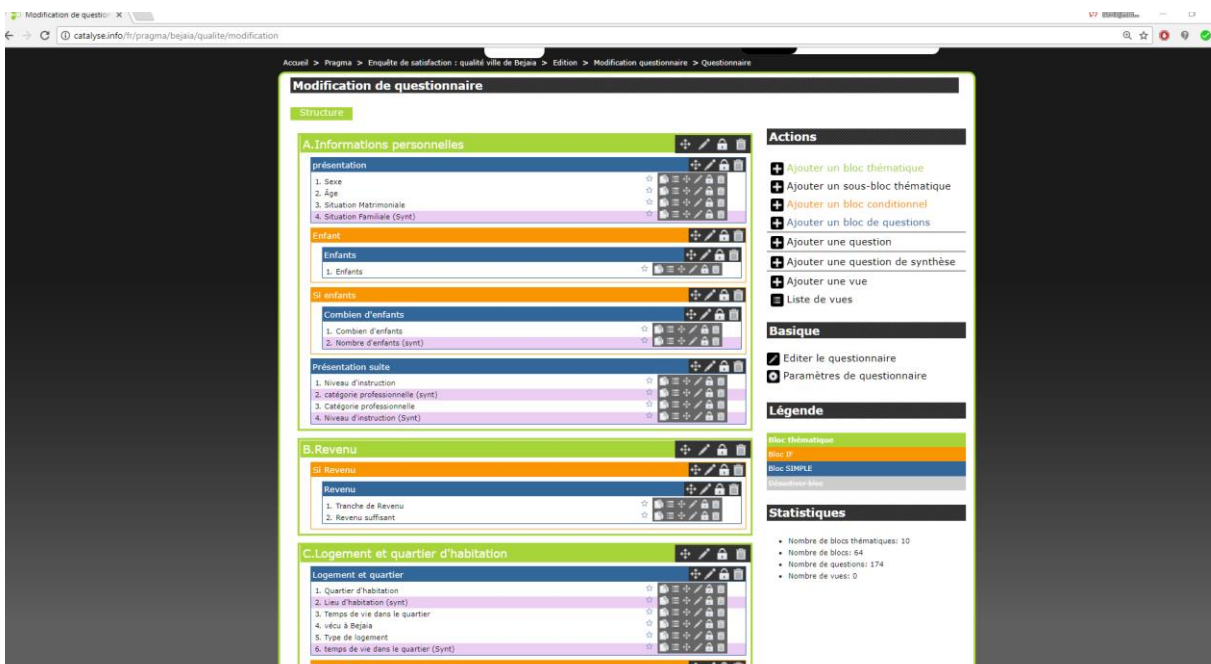 Modification de question
catalyse.info/fr/pragma/bejaia/qualite/modification
Accueil > Pragma > Enquête de satisfaction : qualité ville de Bejaia > Edition > Modification questionnaire > Questionnaire
Modification de questionnaire
Structure
A.Informations personnelles
présentation
1. Sexe
2. Âge
3. Situation Matrimoniale
4. Situation Familiale (Synt)
Enfant
Enfants
1. Enfants
Si enfants
Combien d'enfants
1. Combien d'enfants
2. Nombre d'enfants (synt)
Présentation suite
1. Niveau d'instruction
2. catégorie professionnelle (synt)
3. Catégorie professionnelle
4. Niveau d'instruction (Synt)
B.Revenu
Si Revenu
Revenu
1. Tranche de Revenu
2. Revenu suffisant
C.Logement et quartier d'habitation
Logement et quartier
1. Quartier d'habitation
2. Lieu d'habitation (synt)
3. Temps de vie dans le quartier
4. vécu à Bejaia
5. Type de logement
6. temps de vie dans le quartier (Synt)
Actions
Ajouter un bloc thématique
Ajouter un sous-bloc thématique
Ajouter un bloc conditionnel
Ajouter un bloc de questions
Ajouter une question
Ajouter une question de synthèse
Ajouter une vue
Liste de vues
Basique
Editer le questionnaire
Paramètres de questionnaire
Légende
Bloc thématique
Bloc IF
Bloc SIMPLE
Désactiver bloc
Statistiques
Nombre de blocs thématiques: 10
Nombre de blocs: 64
Nombre de questions: 174
Nombre de vues: 0